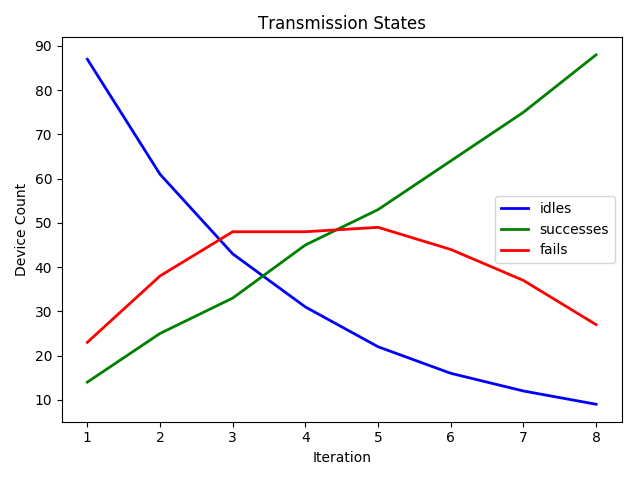 Transmission States
Device Count
90
80
70
60
50
40
30
20
10
idles
successes
fails
1 2 3 4 5 6 7 8
Iteration